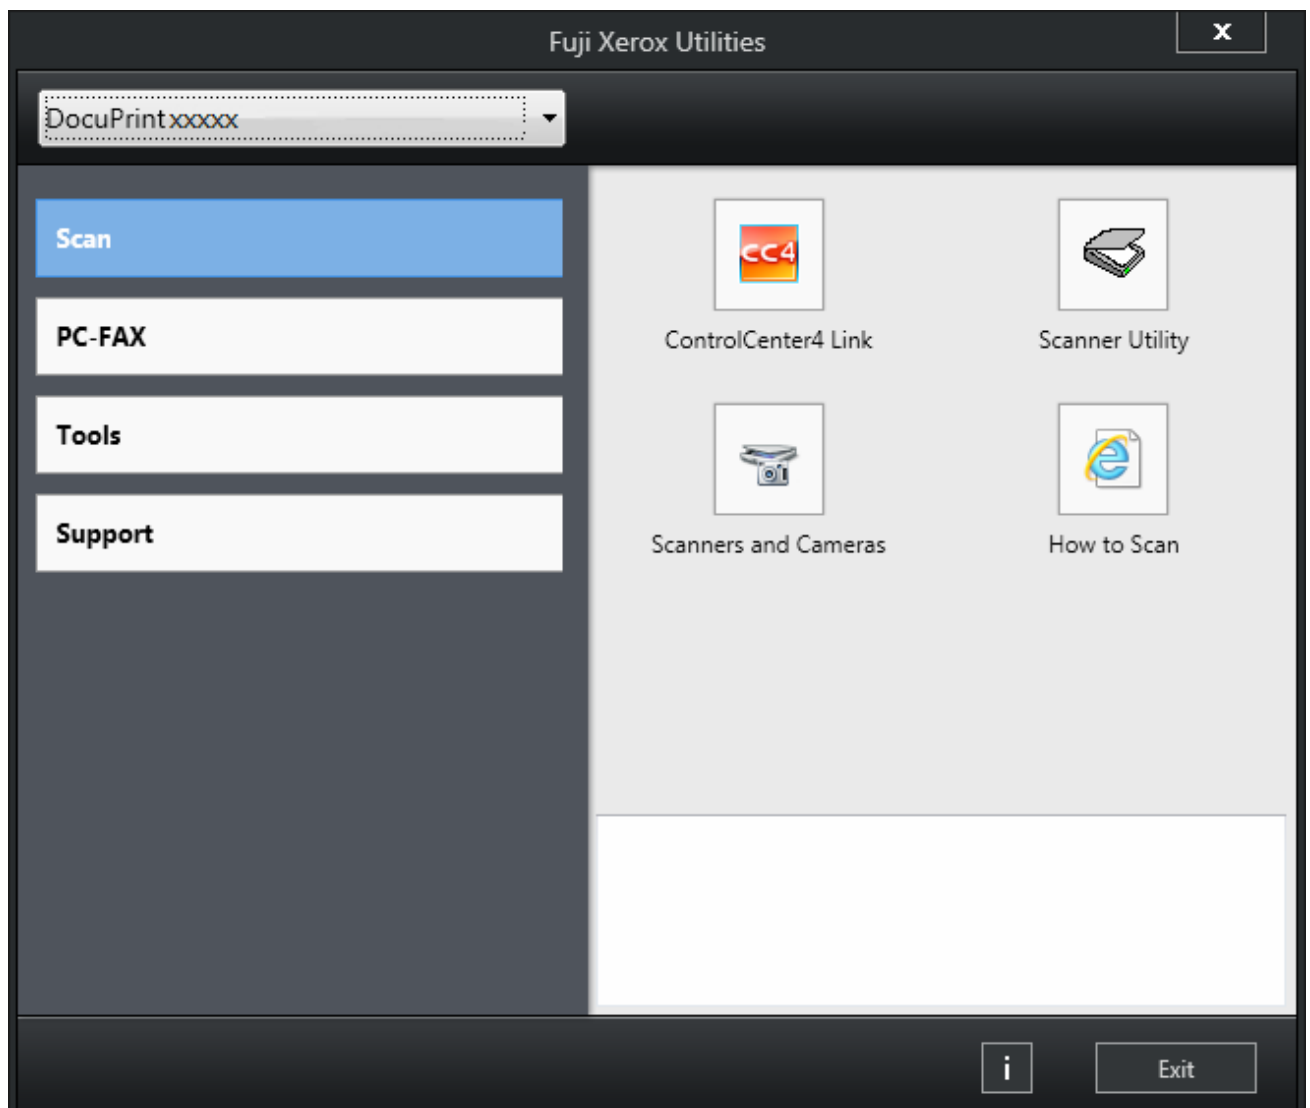 Fuji Xerox Utilities
x
DocuPrint xxxxx
Scan
PC-FAX
Tools
Support
CC4
ControlCenter4 Link
Scanner Utility
Scanners and Cameras
How to Scan
i
Exit